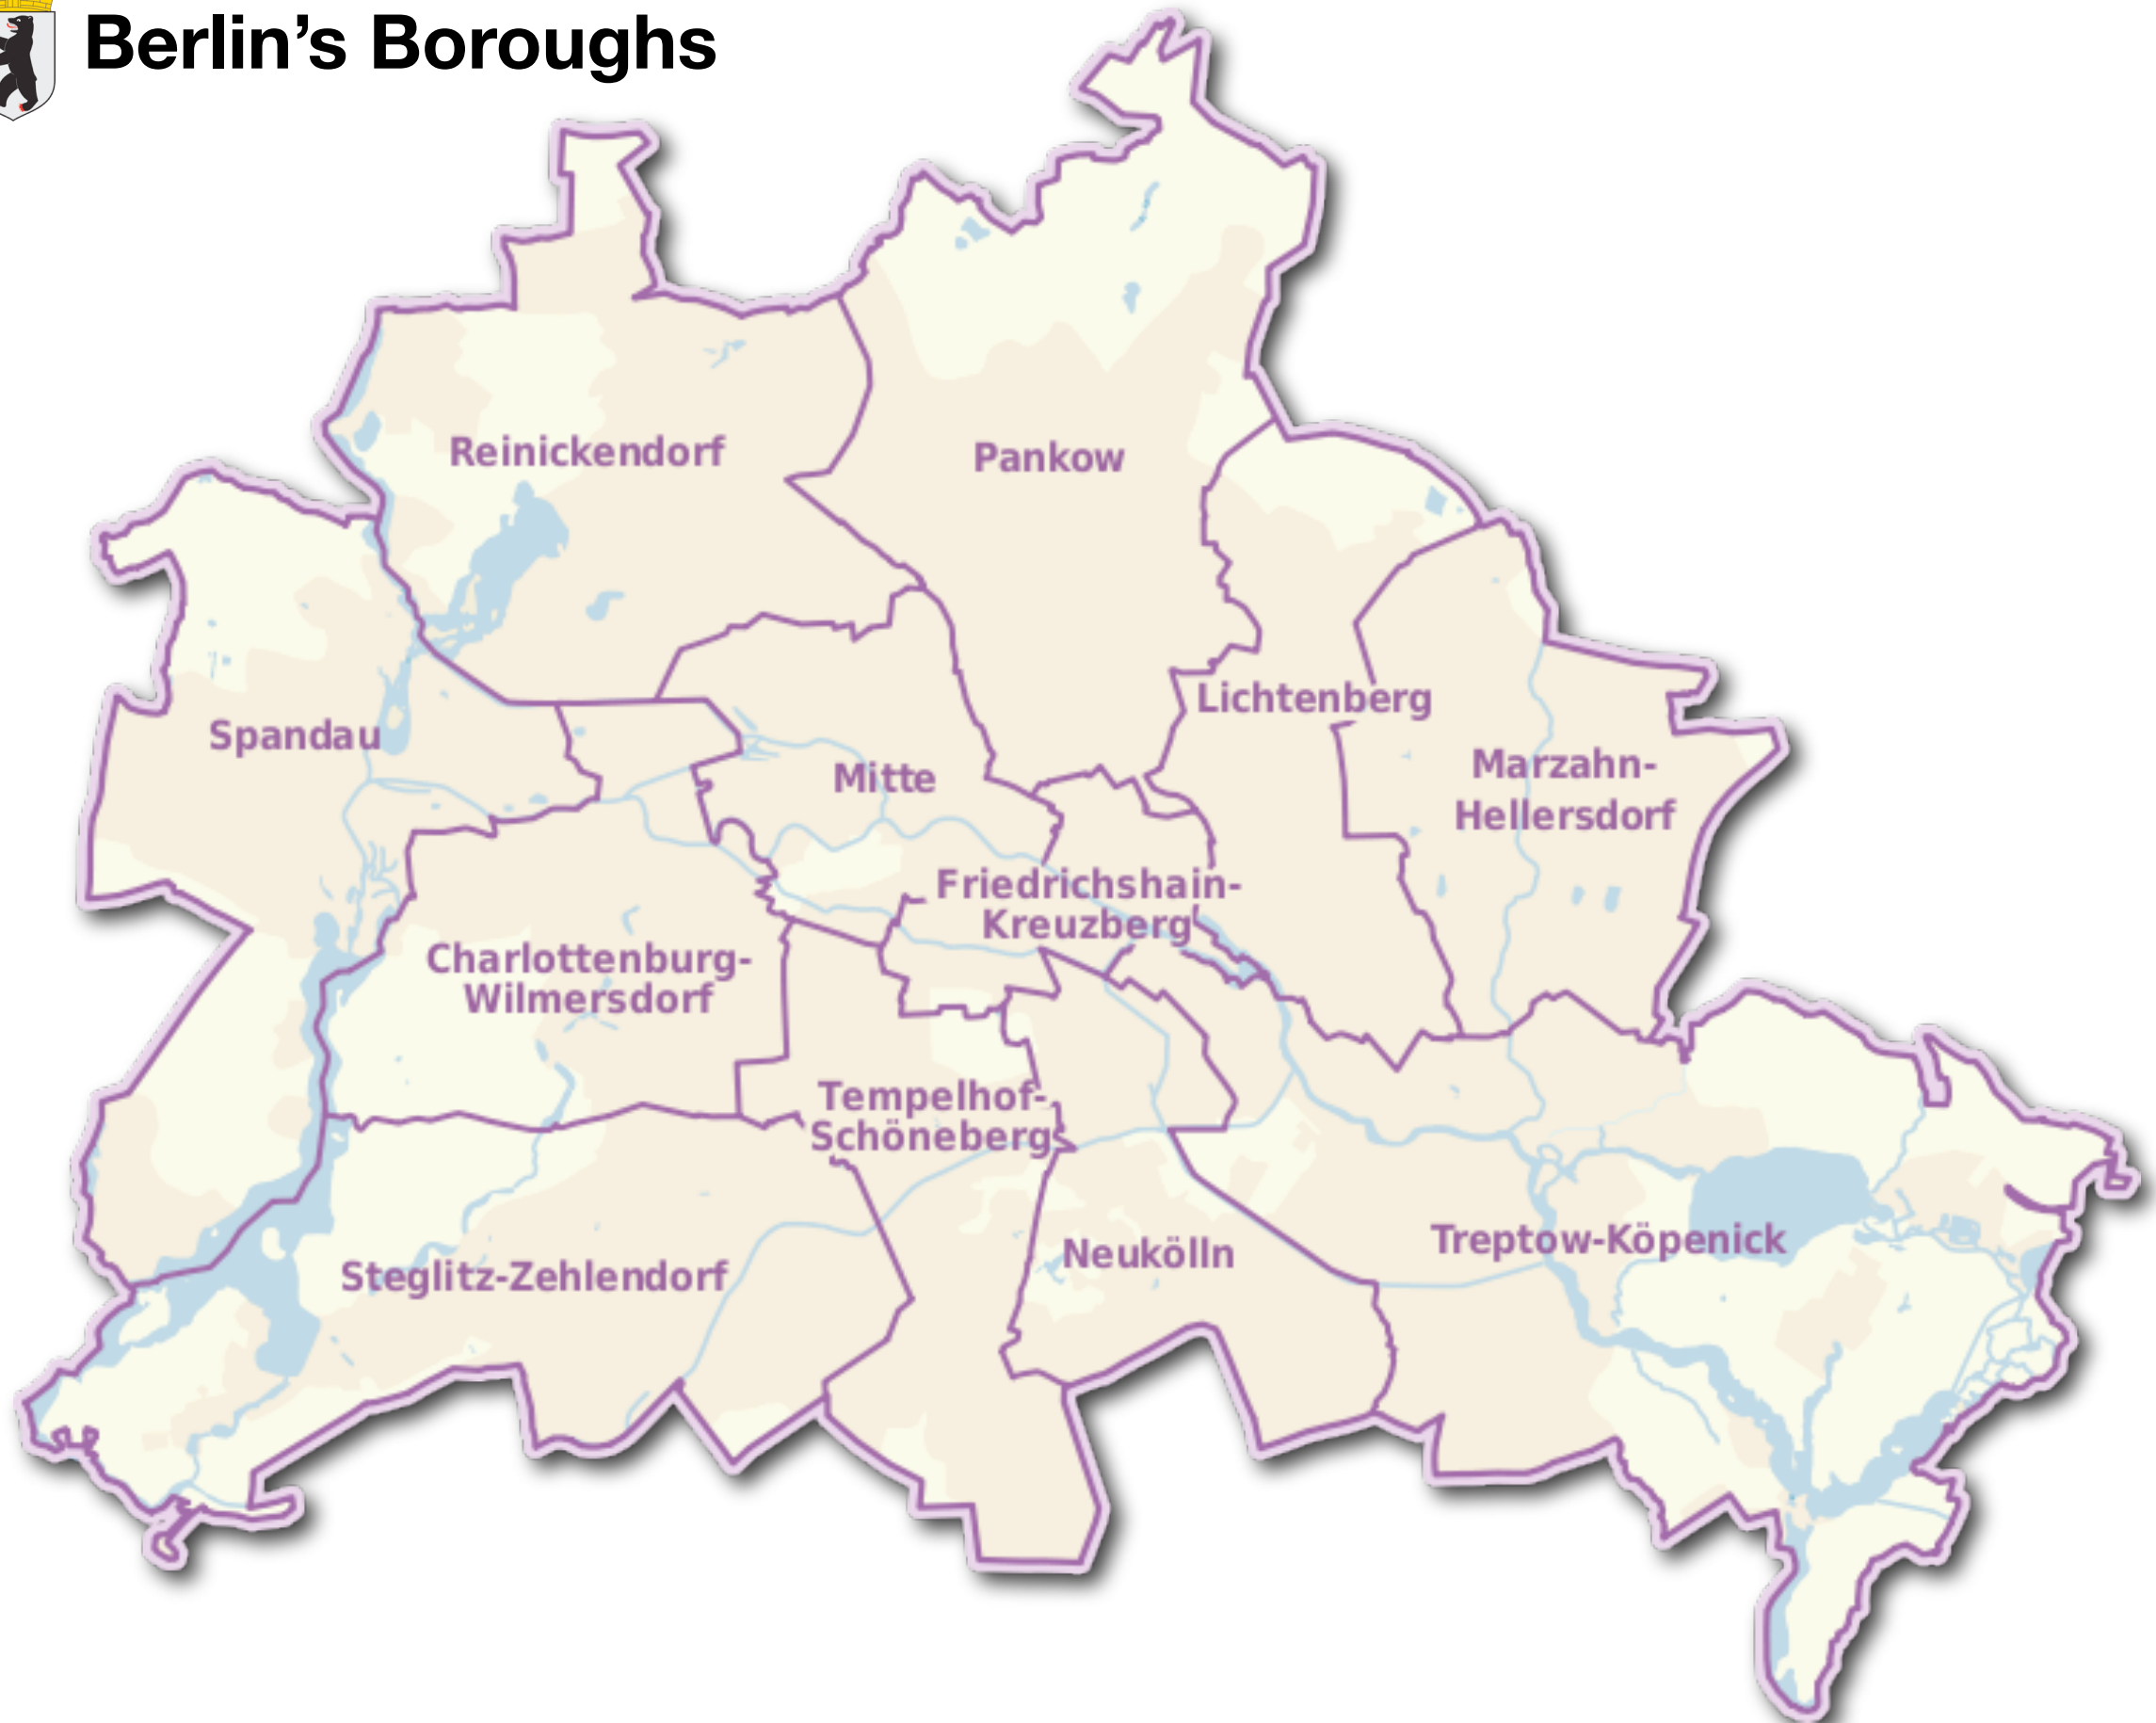 Berlin’s Boroughs
Reinickendorf
Pankow
Lichtenberg
Spandau
Mitte
Marzahn-
Hellersdorf
Friedrichshain-
Kreuzberg
Charlottenburg-
Wilmersdorf
Tempelhof-
Schöneberg
Treptow-Köpenick
Neukölln
Steglitz-Zehlendorf